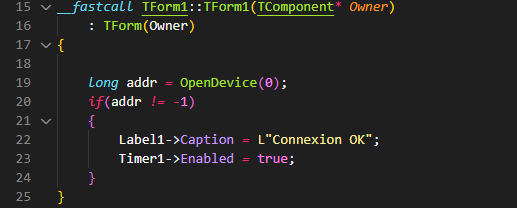 15 __fastcall TForm1::TForm1(TComponent* Owner)
16     : TForm(Owner)
17 {
18
19     long addr = OpenDevice(0);
20     if(addr != -1)
21     {
22         Label1->Caption = L"Connexion OK";
23         Timer1->Enabled = true;
24     }
25 }